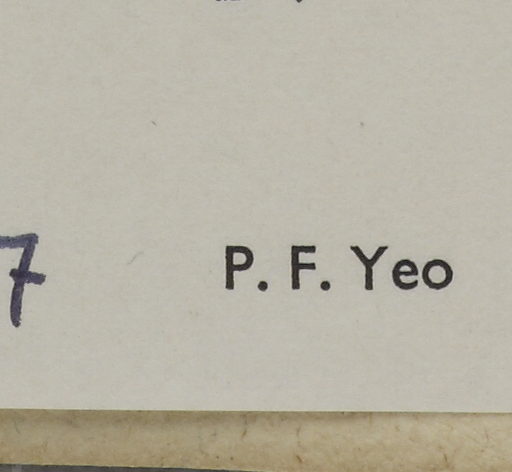 7 P. F. Yeo